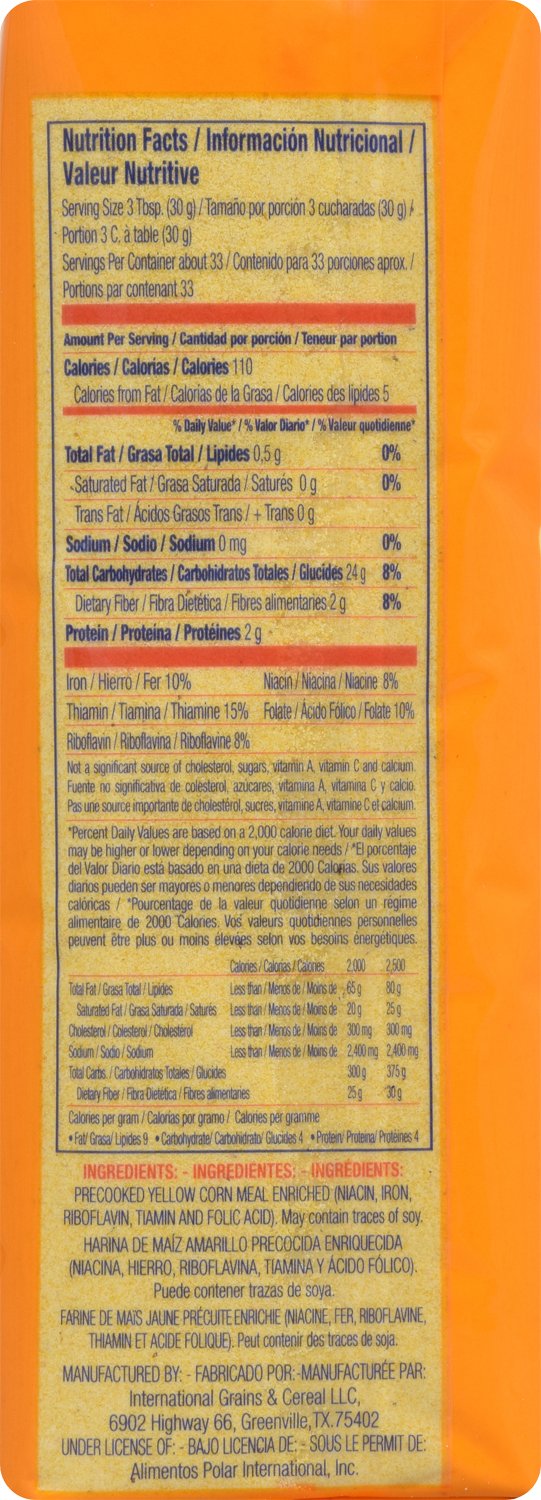 Nutrition Facts / Información Nutricional /
Valeur Nutritive
Serving Size 3 Tbsp. (30 g) / Tamaño por porción 3 cucharadas (30 g) /
Portion 3 C. à table (30 g)
Servings Per Container about 33 / Contenido para 33 porciones aprox. /
Portions par contenant 33
Amount Per Serving / Cantidad por porción / Teneur par portion
Calories / Calorías / Calories 110
Calories from Fat / Calorías de la Grasa / Calories des lipides 5
% Daily Value* / % Valor Diario* / % Valeur quotidienne*
Total Fat / Grasa Total / Lipides 0,5 g 0%
Saturated Fat / Grasa Saturada / Saturés 0 g 0%
Trans Fat / Ácidos Grasos Trans / + Trans 0 g
Sodium / Sodio / Sodium 0 mg 0%
Total Carbohydrates / Carbohidratos Totales / Glucides 24 g 8%
Dietary Fiber / Fibra Dietética / Fibres alimentaries 2 g 8%
Protein / Proteína / Protéines 2 g
Iron / Hierro / Fer 10% Niacin / Niacina / Niacine 8%
Thiamin / Tiamina / Thiamine 15% Folate / Ácido Fólico / Folate 10%
Riboflavin / Riboflavina / Riboflavine 8%
Not a significant source of cholesterol, sugars, vitamin A, vitamin C and calcium.
Fuente no significativa de colesterol, azúcares, vitamina A, vitamina C y calcio.
Pas une source importante de cholestérol, sucres, vitamine A, vitamine C et calcium.
*Percent Daily Values are based on a 2,000 calorie diet. Your daily values
may be higher or lower depending on your calorie needs / *El porcentaje
del Valor Diario está basado en una dieta de 2000 Calorías. Sus valores
diarios pueden ser mayores o menores dependiendo de sus necesidades
calóricas / *Pourcentage de la valeur quotidienne selon un régime
alimentaire de 2000 Calories. Vos valeurs quotidiennes personnelles
peuvent être plus ou moins élevées selon vos besoins énergétiques.
Calories / Calorías / Calories 2,000 2,500
Total Fat / Grasa Total / Lipides Less than / Menos de / Moins de 65 g 80 g
Saturated Fat / Grasa Saturada / Saturés Less than / Menos de / Moins de 20 g 25 g
Cholesterol / Colesterol / Cholestérol Less than / Menos de / Moins de 300 mg 300 mg
Sodium / Sodio / Sodium Less than / Menos de / Moins de 2,400 mg 2,400 mg
Total Carbs. / Carbohidratos Totales / Glucides 300 g 375 g
Dietary Fiber / Fibra Dietética / Fibres alimentaries 25 g 30 g
Calories per gram / Calorías por gramo / Calories per gramme
• Fat/ Grasa/ Lipides 9 • Carbohydrate/ Carbohidrato/ Glucides 4 • Protein/ Proteina/ Protéines 4
INGREDIENTS: - INGREDIENTES: - INGRÉDIENTS:
PRECOOKED YELLOW CORN MEAL ENRICHED (NIACIN, IRON,
RIBOFLAVIN, TIAMIN AND FOLIC ACID). May contain traces of soy.
HARINA DE MAÍZ AMARILLO PRECOCIDA ENRIQUECIDA
(NIACINA, HIERRO, RIBOFLAVINA, TIAMINA Y ÁCIDO FÓLICO).
Puede contener trazas de soya.
FARINE DE MAÏS JAUNE PRÉCUITE ENRICHIE (NIACINE, FER, RIBOFLAVINE,
THIAMIN ET ACIDE FOLIQUE). Peut contenir des traces de soja.
MANUFACTURED BY: - FABRICADO POR: -MANUFACTURÉE PAR:
International Grains & Cereal LLC,
6902 Highway 66, Greenville, TX.75402
UNDER LICENSE OF: - BAJO LICENCIA DE: - SOUS LE PERMIT DE:
Alimentos Polar International, Inc.